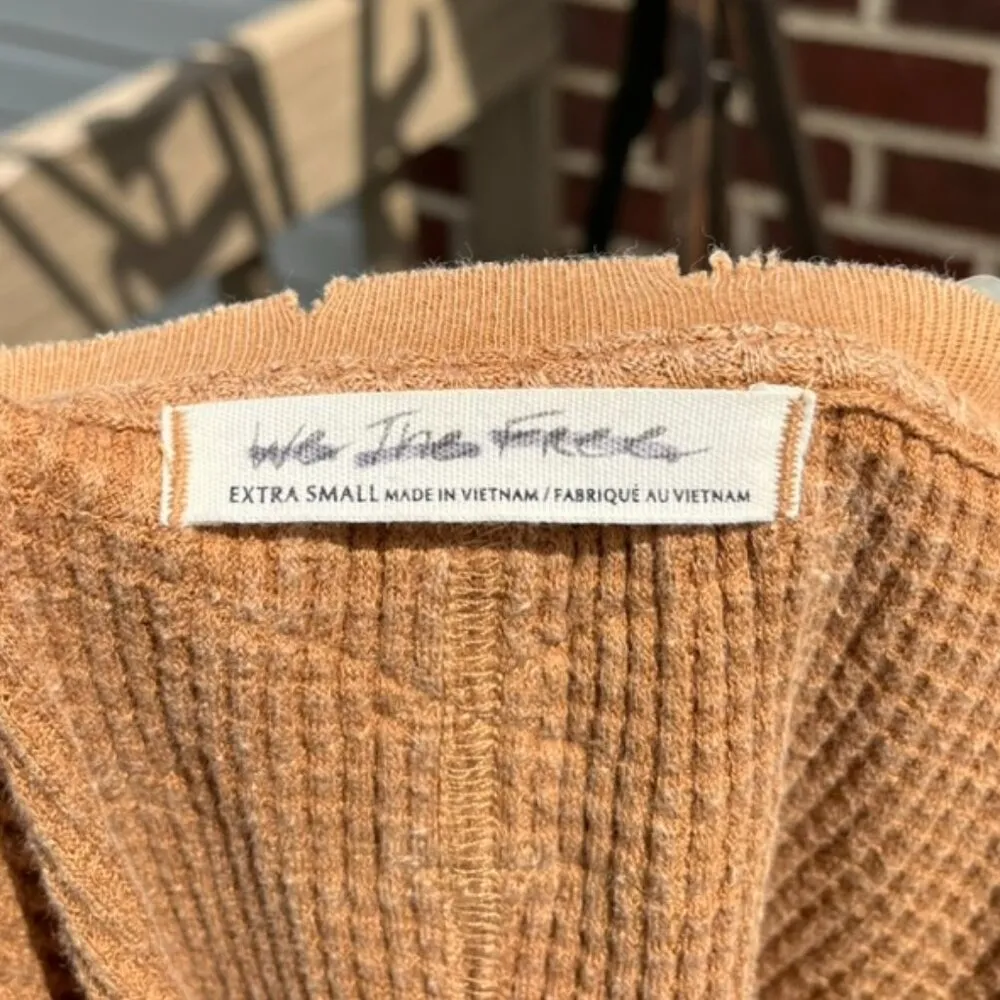 We The Free
EXTRA SMALL MADE IN VIETNAM / FABRIQUÉ AU VIETNAM